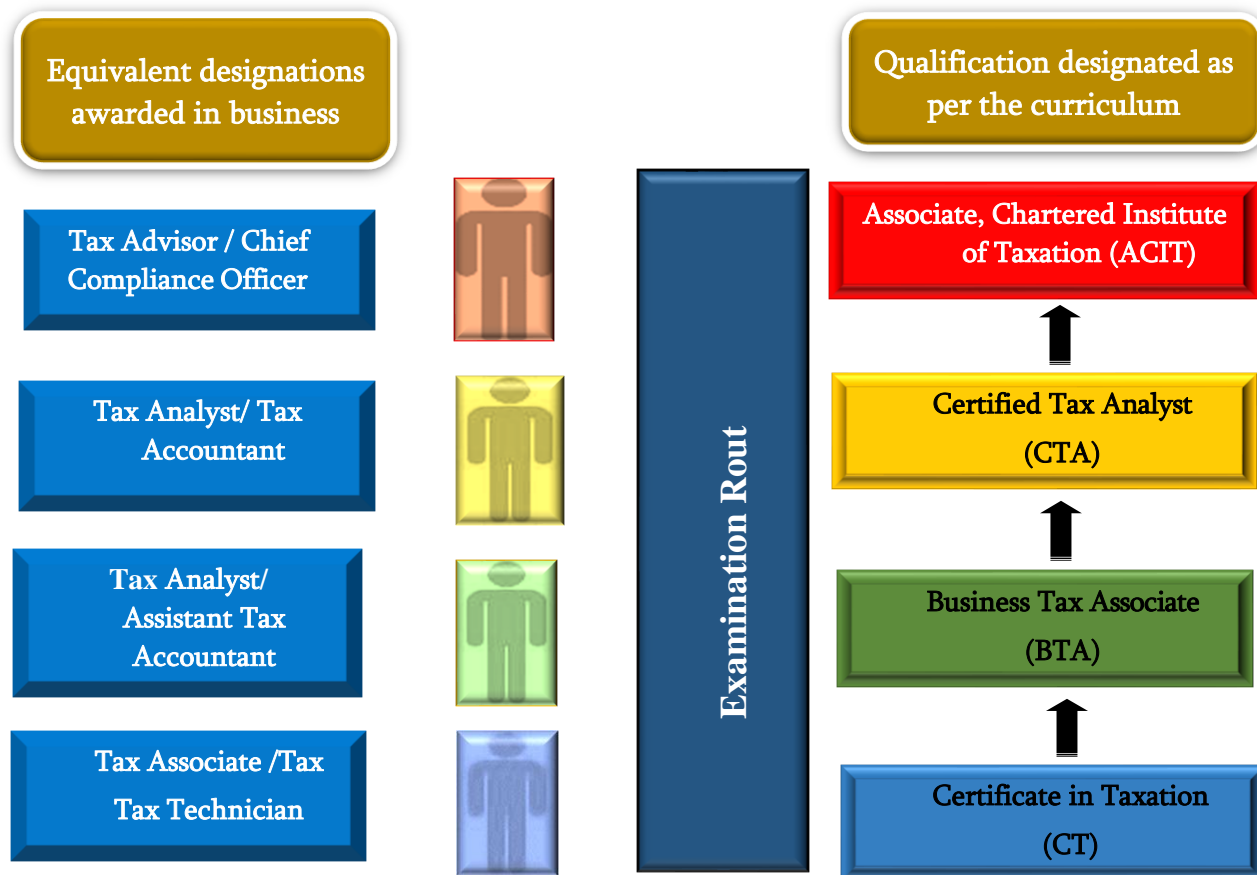 Equivalent designations
awarded in business
Qualification designated as
per the curriculum
Tax Advisor / Chief
Compliance Officer
Associate, Chartered Institute
of Taxation (ACIT)
Tax Analyst/ Tax
Accountant
Certified Tax Analyst
(CTA)
Tax Analyst/
Assistant Tax
Accountant
Business Tax Associate
(BTA)
Tax Associate /Tax
Tax Technician
Certificate in Taxation
(CT)
Examination Rout